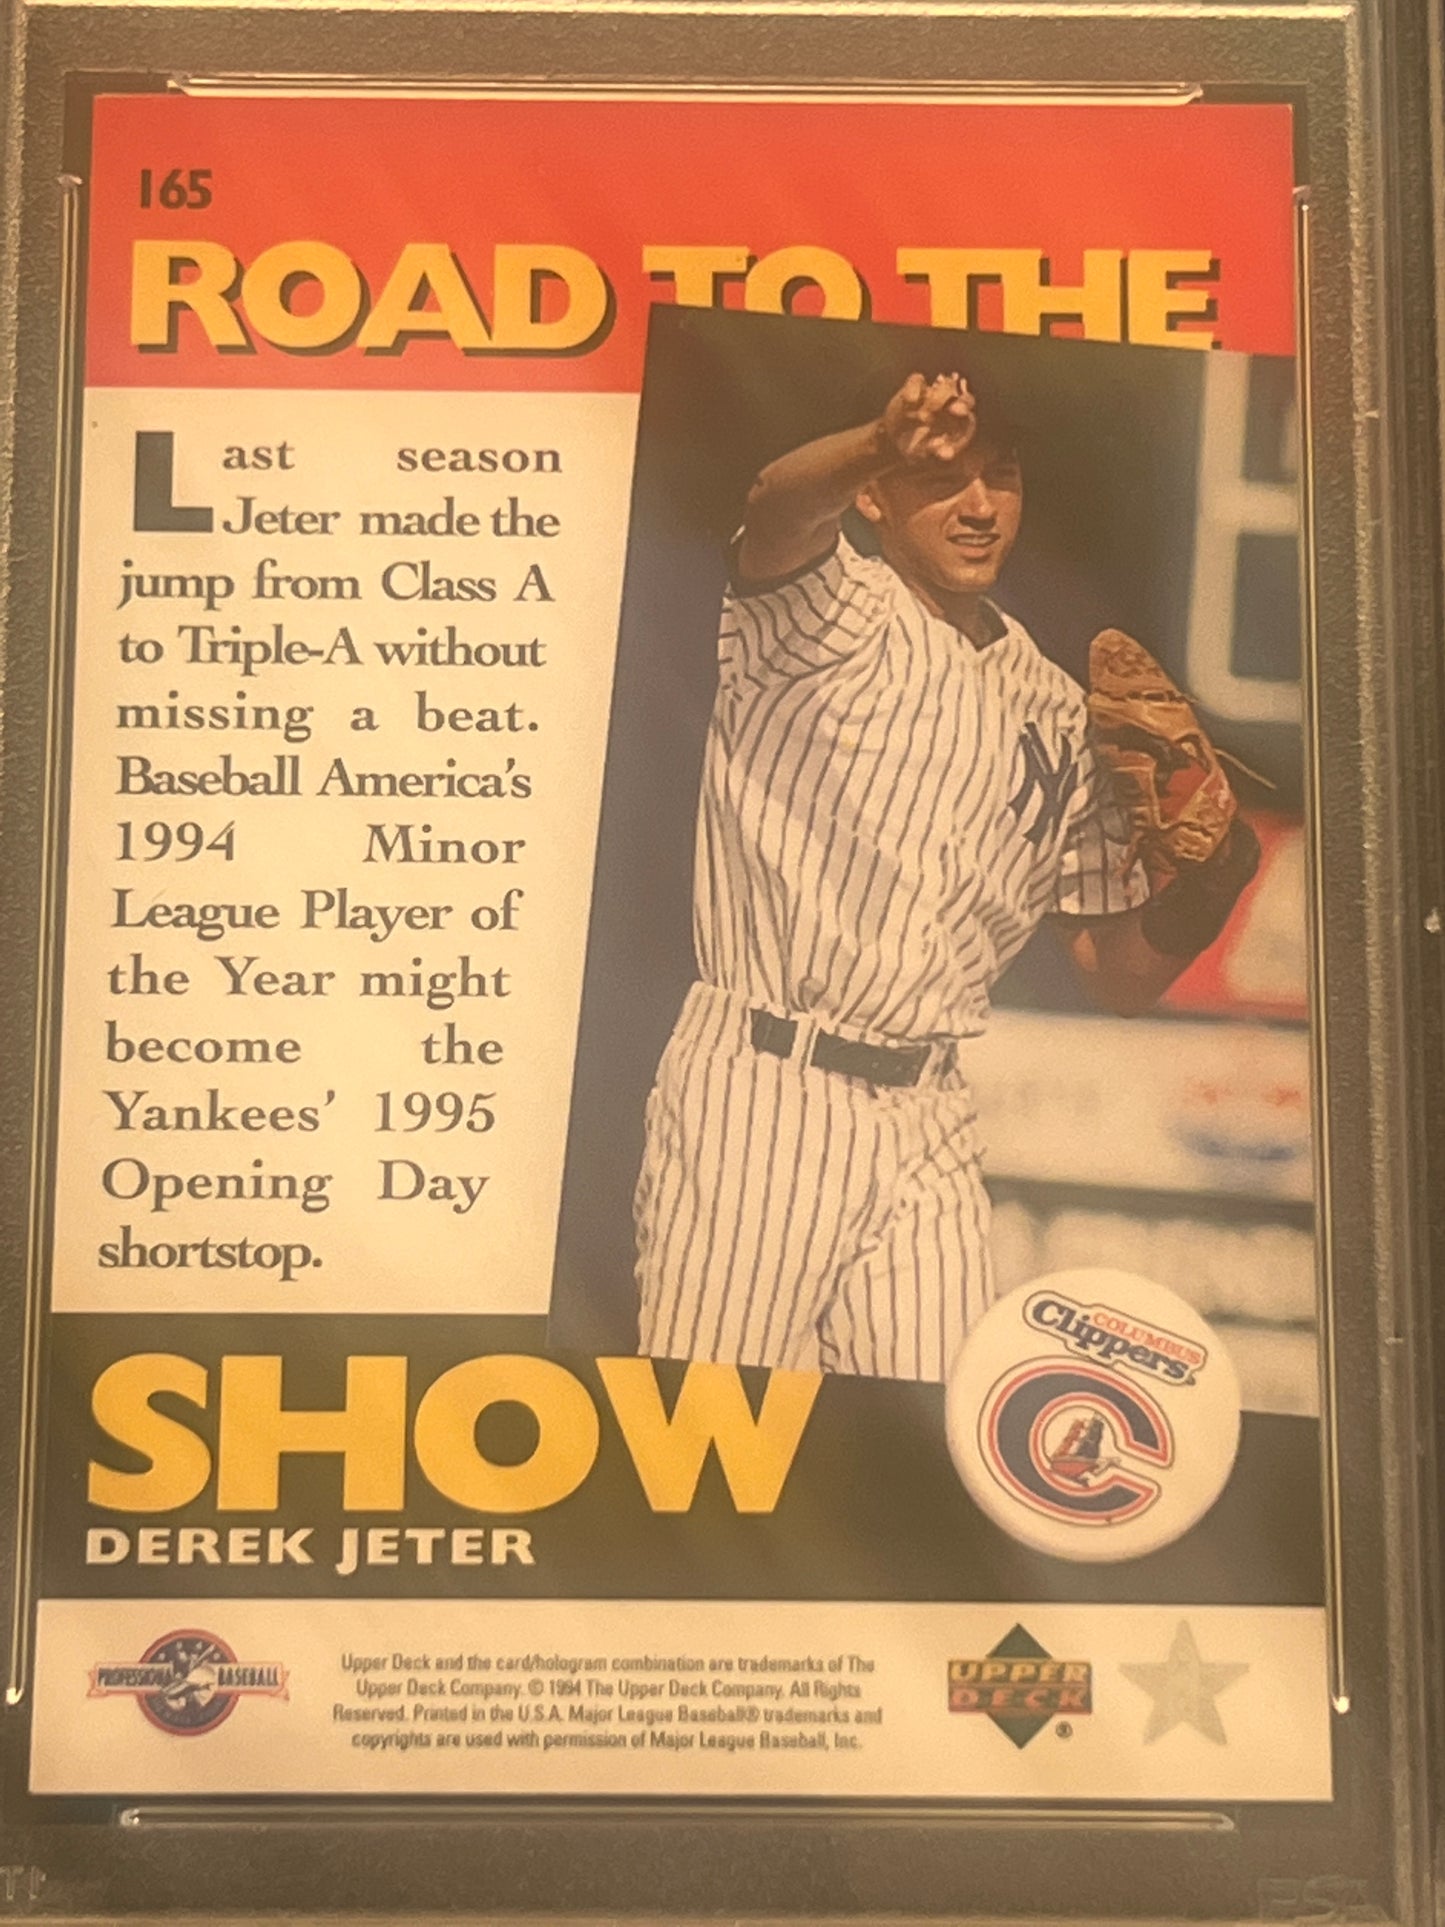 165
ROAD TO THE
Last season
Jeter made the
jump from Class A
to Triple-A without
missing a beat.
Baseball America's
1994 Minor
League Player of
the Year might
become the
Yankees' 1995
Opening Day
shortstop.
NY
COLUMBUS
Clippers
C
SHOW
DEREK JETER
PROFESSIONAL BASEBALL
Upper Deck and the card/hologram combination are trademarks of The
Upper Deck Company. © 1994 The Upper Deck Company. All Rights
Reserved. Printed in the U.S.A. Major League Baseball® trademarks and
copyrights are used with permission of Major League Baseball, Inc.
UPPER
DECK
®
PSA